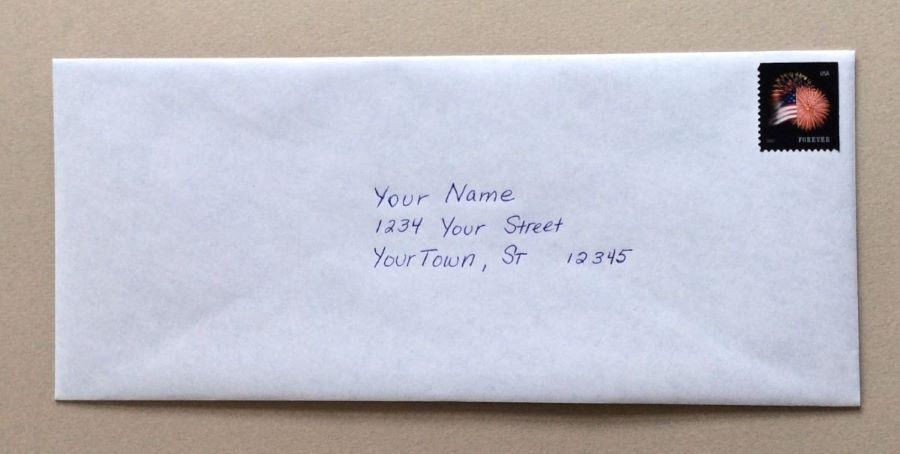 USA
FOREVER
Your Name
1234 Your Street
YourTown, ST 12345